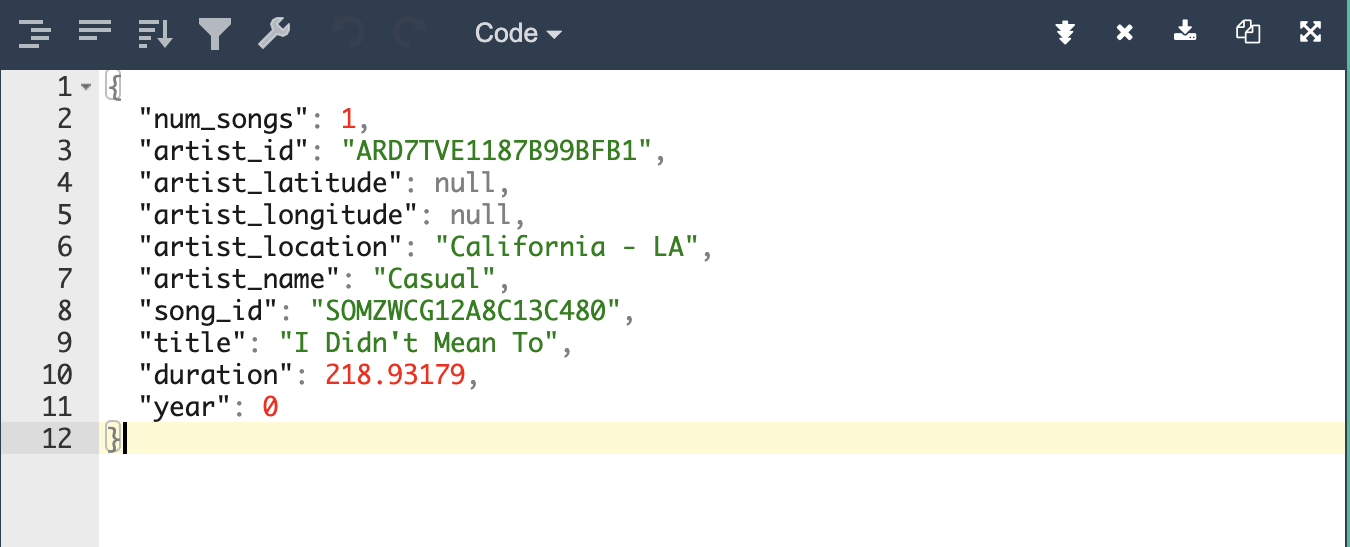 Code
1 {
2 "num_songs": 1,
3 "artist_id": "ARD7TVE1187B99BFB1",
4 "artist_latitude": null,
5 "artist_longitude": null,
6 "artist_location": "California - LA",
7 "artist_name": "Casual",
8 "song_id": "SOMZWCG12A8C13C480",
9 "title": "I Didn't Mean To",
10 "duration": 218.93179,
11 "year": 0
12 }